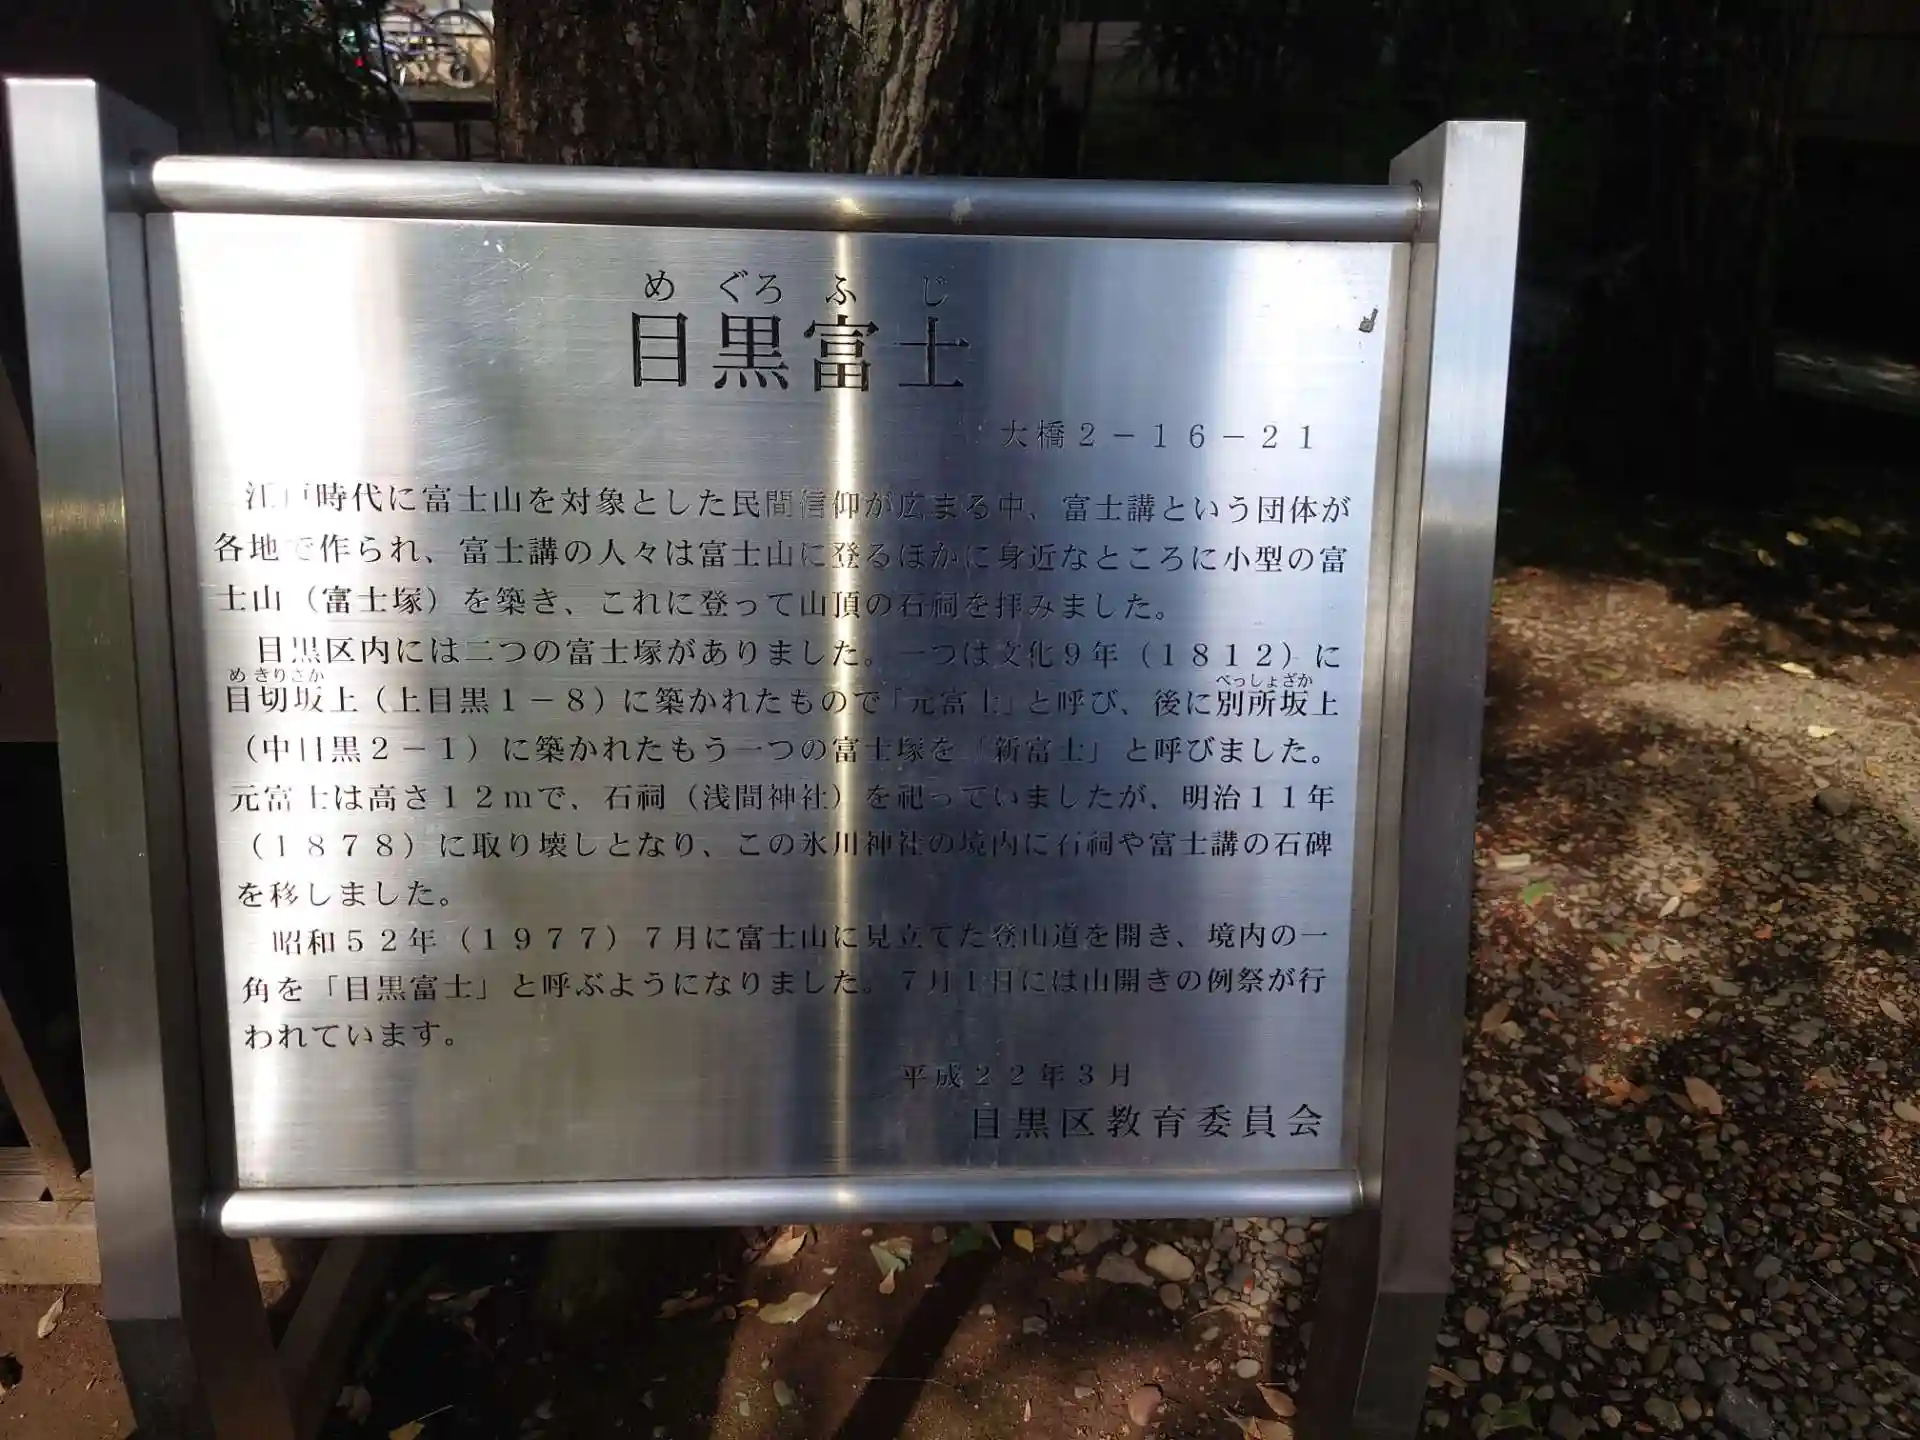 めぐろふじ
目黒富士
大橋2－16－21
江戸時代に富士山を対象とした民間信仰が広まる中、富士講という団体が
各地で作られ、富士講の人々は富士山に登るほかに身近なところに小型の富
士山（富士塚）を築き、これに登って山頂の石祠を拝みました。
目黒区内には二つの富士塚がありました。一つは文化9年（1812）に
めきりざか べっしょざか
目切坂上（上目黒1－8）に築かれたもので「元富士」と呼び、後に別所坂上
（中目黒2－1）に築かれたもう一つの富士塚を「新富士」と呼びました。
元富士は高さ12mで、石祠（浅間神社）を祀っていましたが、明治11年
（1878）に取り壊しとなり、この氷川神社の境内に石祠や富士講の石碑
を移しました。
昭和52年（1977）7月に富士山に見立てた登山道を開き、境内の一
角を「目黒富士」と呼ぶようになりました。7月1日には山開きの例祭が行
われています。
平成22年3月
目黒区教育委員会